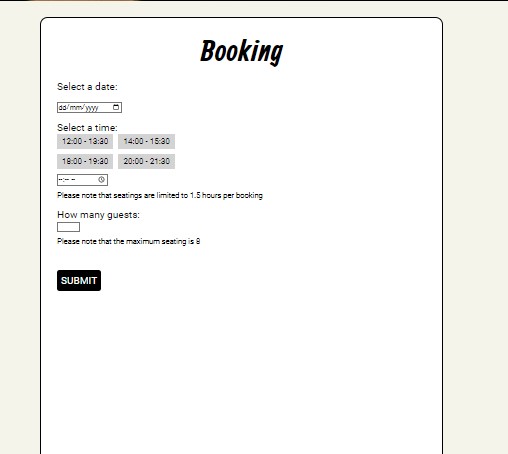 Booking
Select a date:
dd/mm/yyyy
Select a time:
12:00 - 13:30 14:00 - 15:30
18:00 - 19:30 20:00 - 21:30
--:-- --
Please note that seatings are limited to 1.5 hours per booking
How many guests:
Please note that the maximum seating is 8
SUBMIT